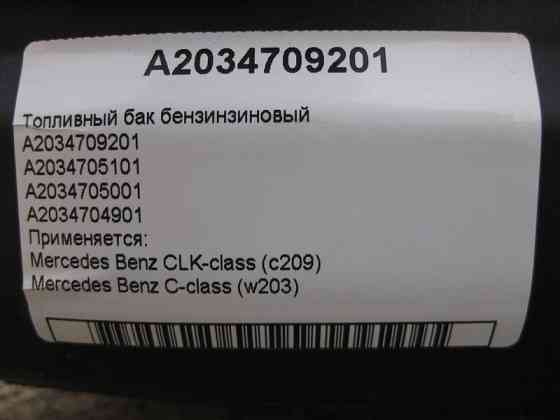 A2034709201
Топливный бак бензинзиновый
A2034709201
A2034705101
A2034705001
A2034704901
Применяется:
Mercedes Benz CLK-class (c209)
Mercedes Benz C-class (w203)